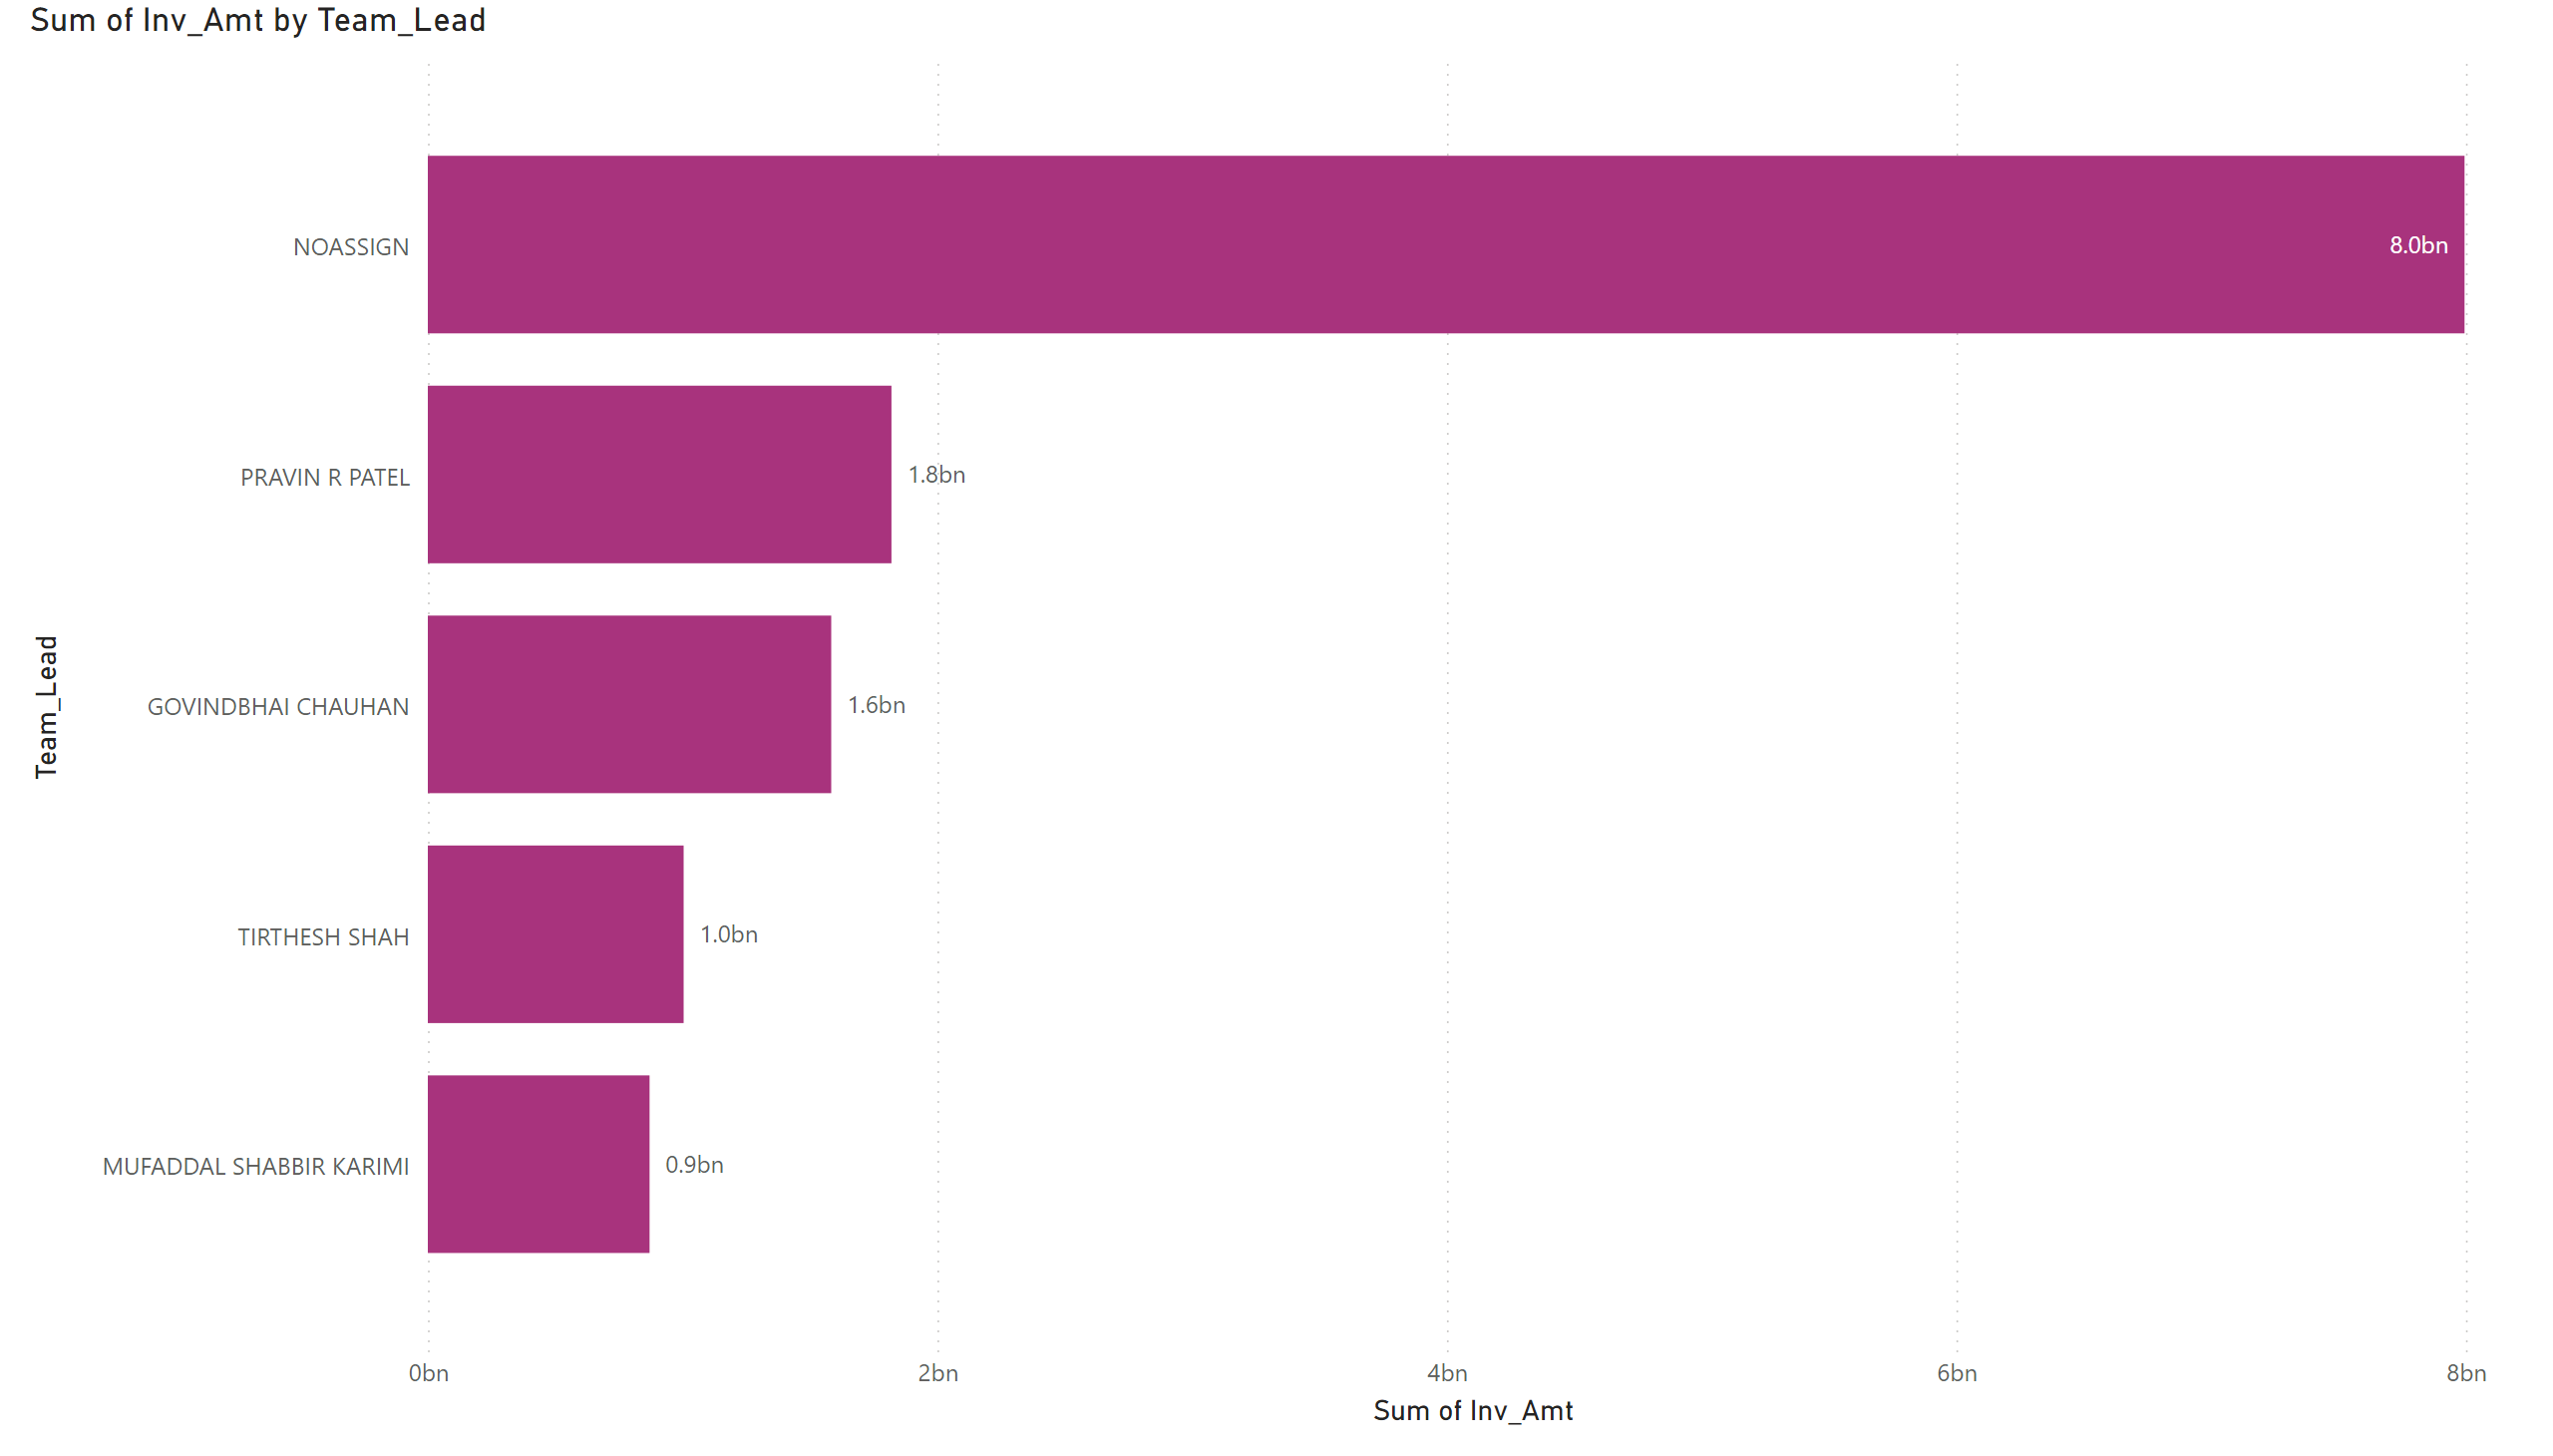 Sum of Inv_Amt by Team_Lead
NOASSIGN
8.0bn
PRAVIN R PATEL
1.8bn
GOVINDBHAI CHAUHAN
1.6bn
TIRTHESH SHAH
1.0bn
MUFADDAL SHABBIR KARIMI
0.9bn
Team_Lead
0bn 2bn 4bn 6bn 8bn
Sum of Inv_Amt